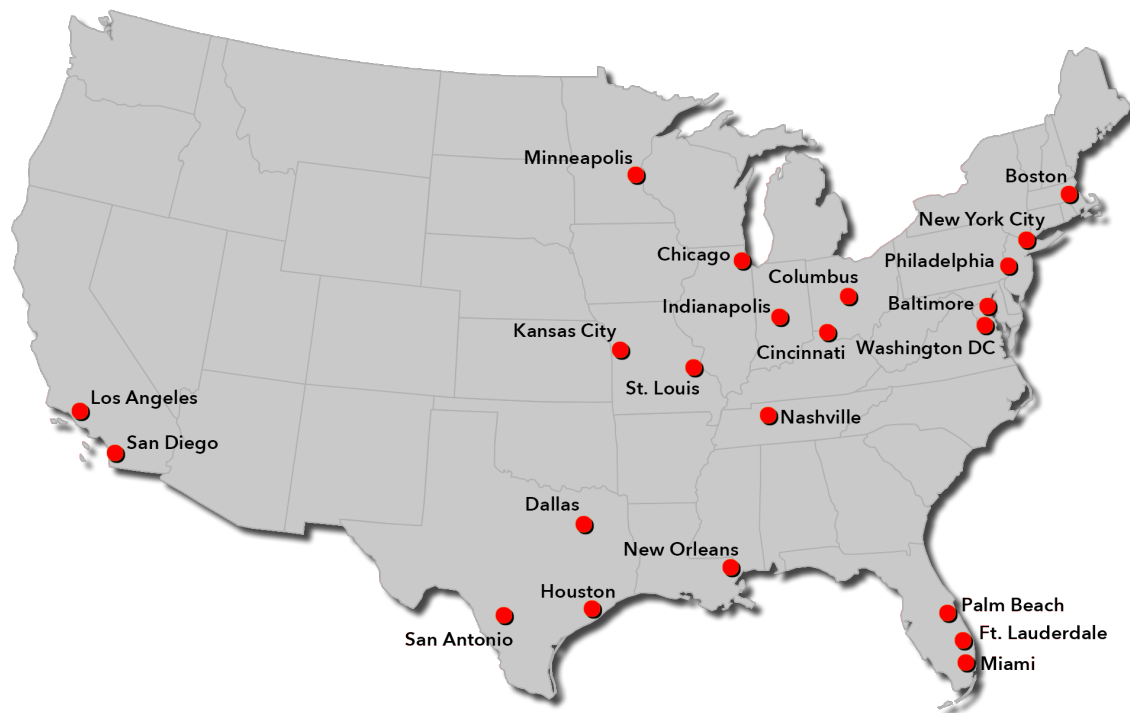 Minneapolis
Boston
New York City
Chicago
Philadelphia
Columbus
Indianapolis
Baltimore
Kansas City
Cincinnati
Washington DC
St. Louis
Los Angeles
Nashville
San Diego
Dallas
New Orleans
Houston
Palm Beach
San Antonio
Ft. Lauderdale
Miami